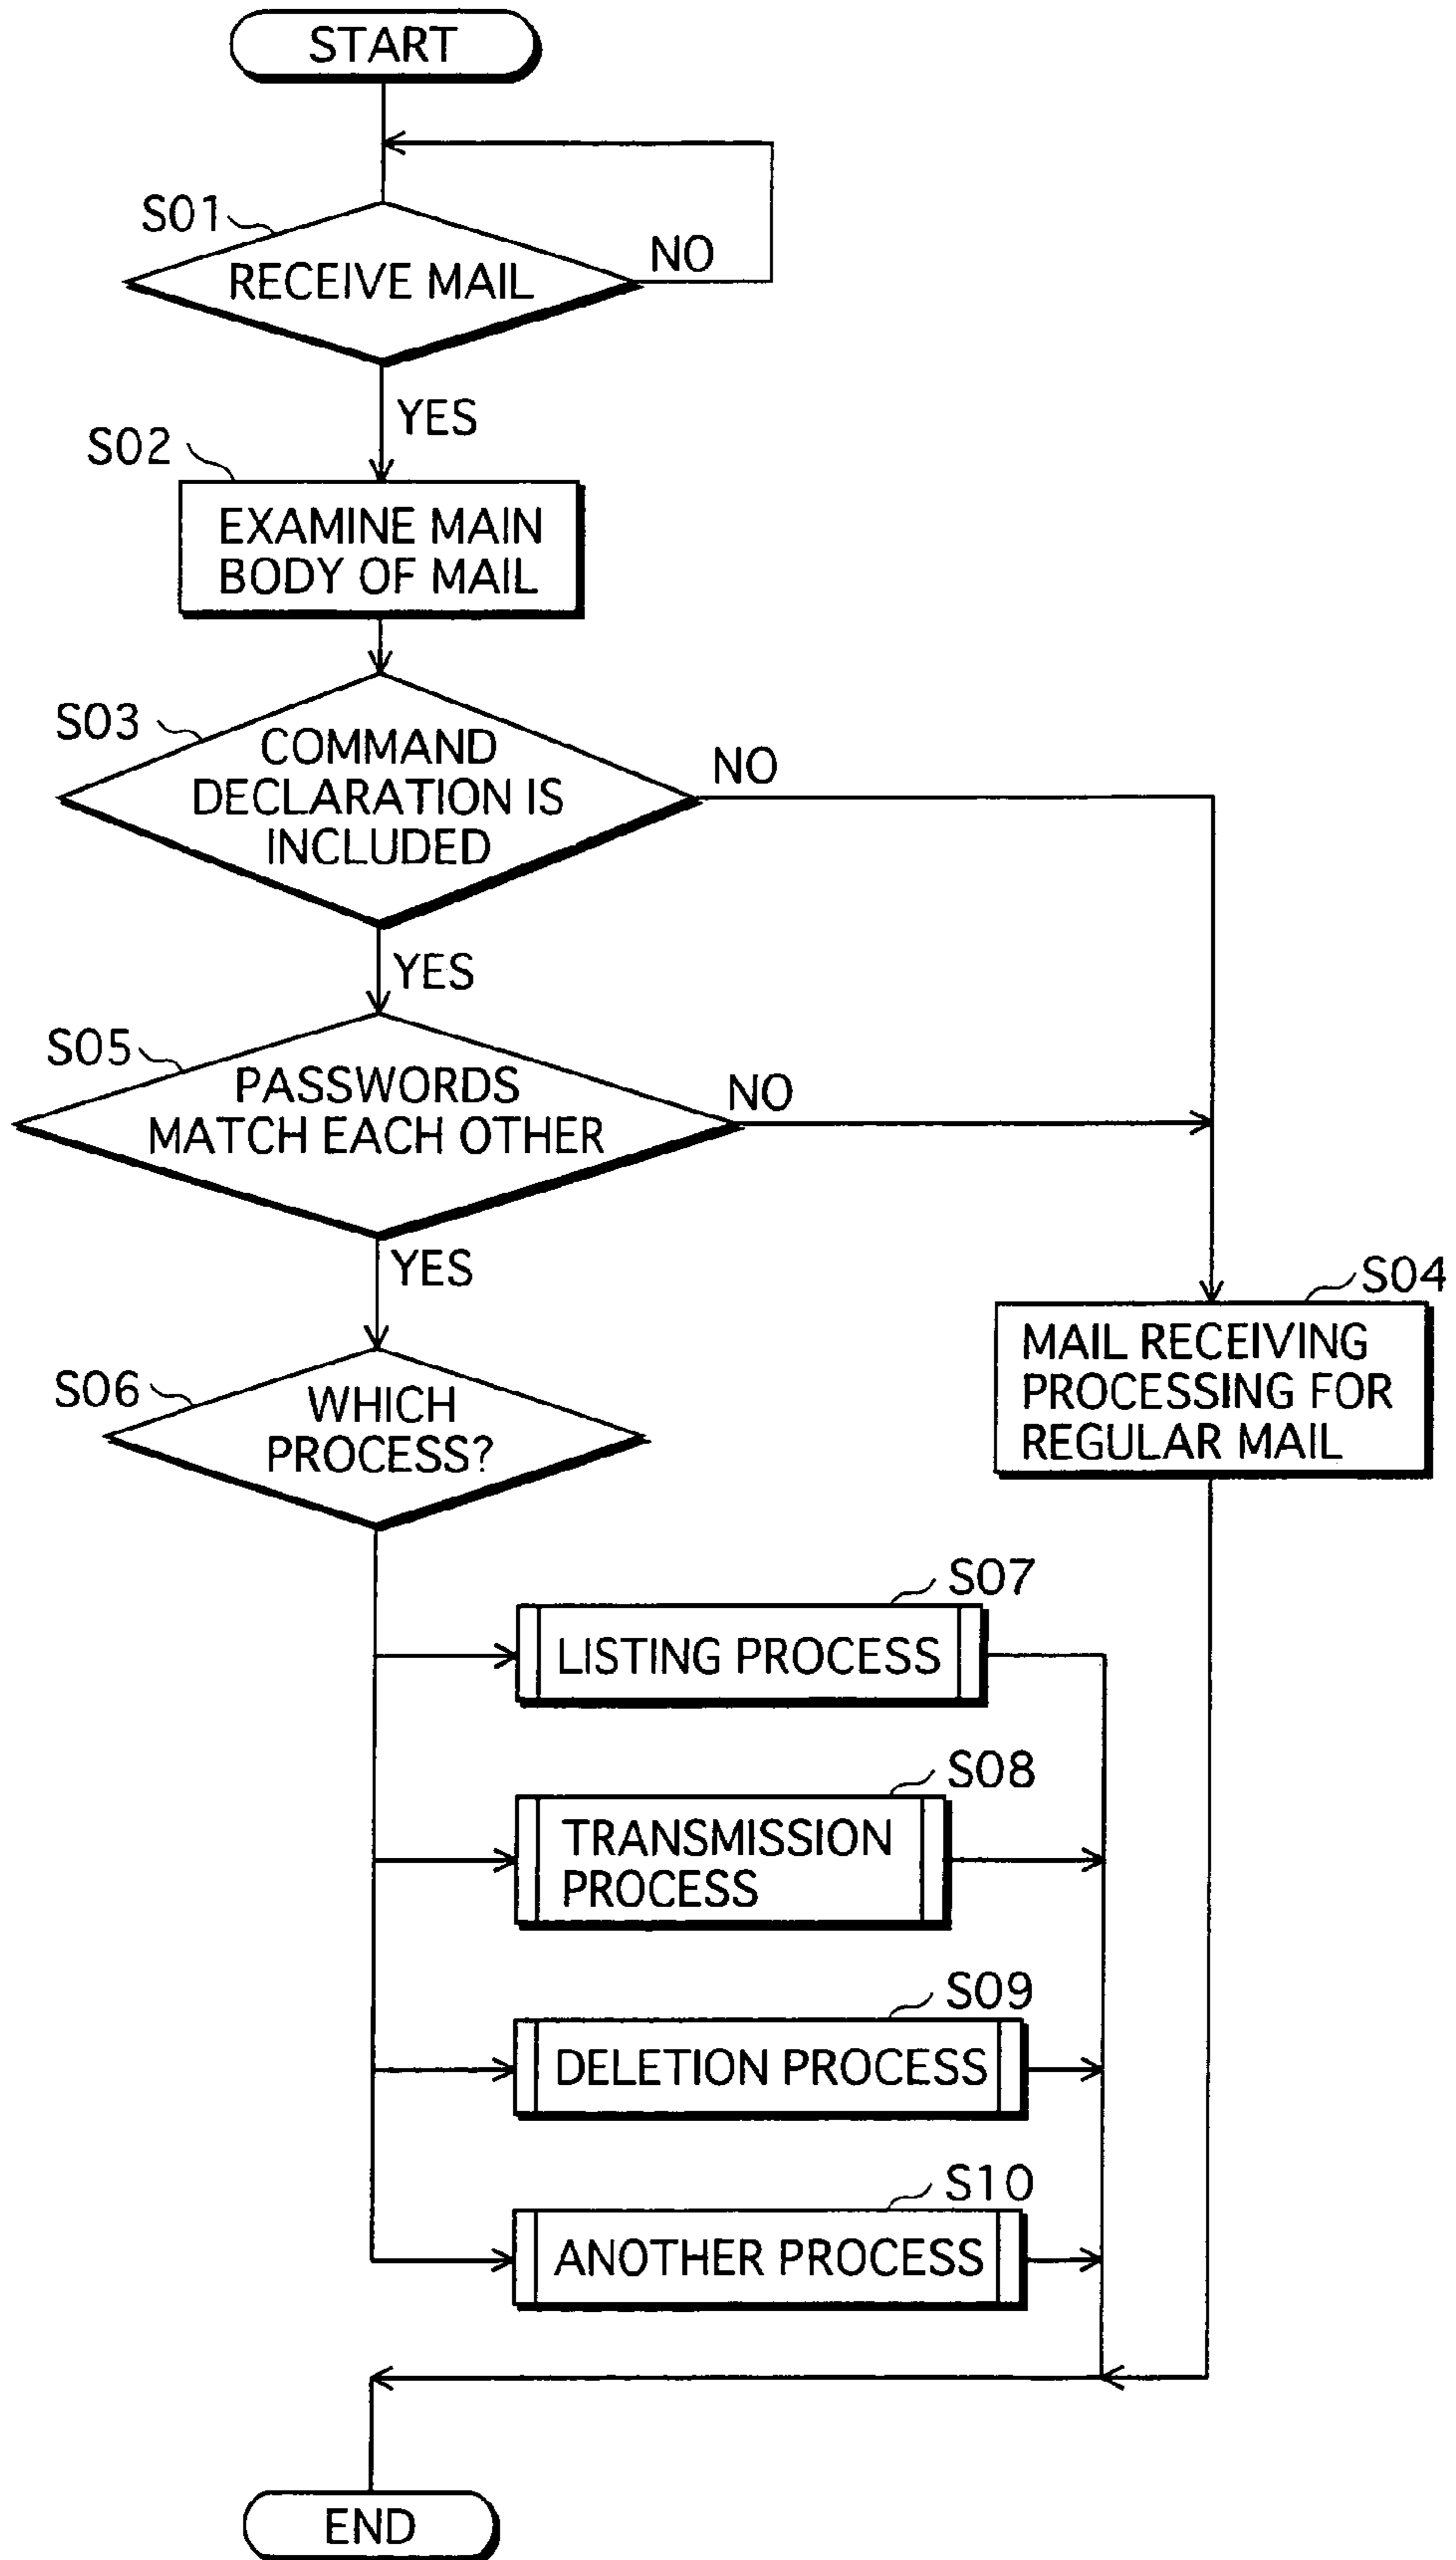 START
S01
RECEIVE MAIL
NO
YES
S02
EXAMINE MAIN
BODY OF MAIL
S03
COMMAND
DECLARATION IS
INCLUDED
NO
YES
S05
PASSWORDS
MATCH EACH OTHER
NO
YES
S04
MAIL RECEIVING
PROCESSING FOR
REGULAR MAIL
S06
WHICH
PROCESS?
S07
LISTING PROCESS
S08
TRANSMISSION
PROCESS
S09
DELETION PROCESS
S10
ANOTHER PROCESS
END